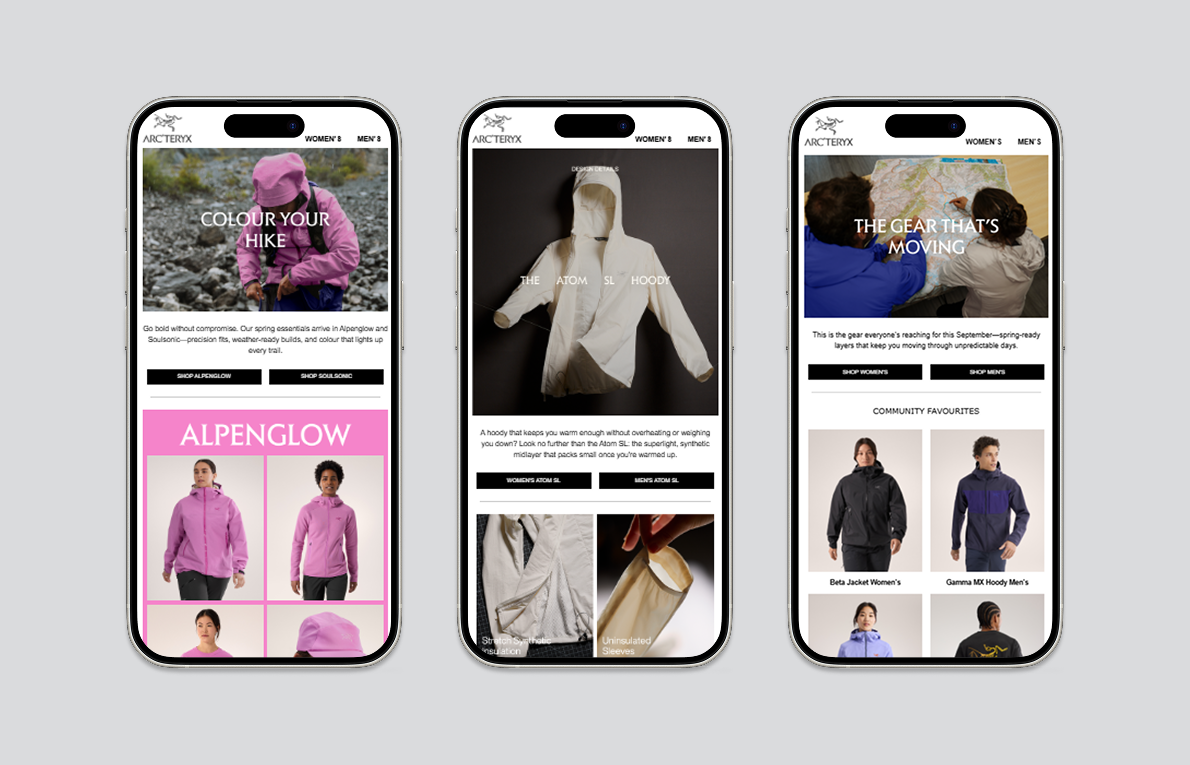 ARC'TERYX
WOMEN'S
MEN'S
COLOUR YOUR
HIKE
Go bold without compromise. Our spring essentials arrive in Alpenglow and
Soulsonic—precision fits, weather-ready builds, and colour that lights up
every trail.
SHOP ALPENGLOW
SHOP SOULSONIC
ALPENGLOW
ARC'TERYX
WOMEN'S
MEN'S
DESIGN DETAILS
THE ATOM SL HOODY
A hoody that keeps you warm enough without overheating or weighing
you down? Look no further than the Atom SL: the superlight, synthetic
midlayer that packs small once you're warmed up.
WOMEN'S ATOM SL
MEN'S ATOM SL
Stretch Synthetic
Insulation
Uninsulated
Sleeves
ARC'TERYX
WOMEN'S
MEN'S
THE GEAR THAT'S
MOVING
This is the gear everyone's reaching for this September—spring-ready
layers that keep you moving through unpredictable days.
SHOP WOMEN'S
SHOP MEN'S
COMMUNITY FAVOURITES
Beta Jacket Women's
Gamma MX Hoody Men's